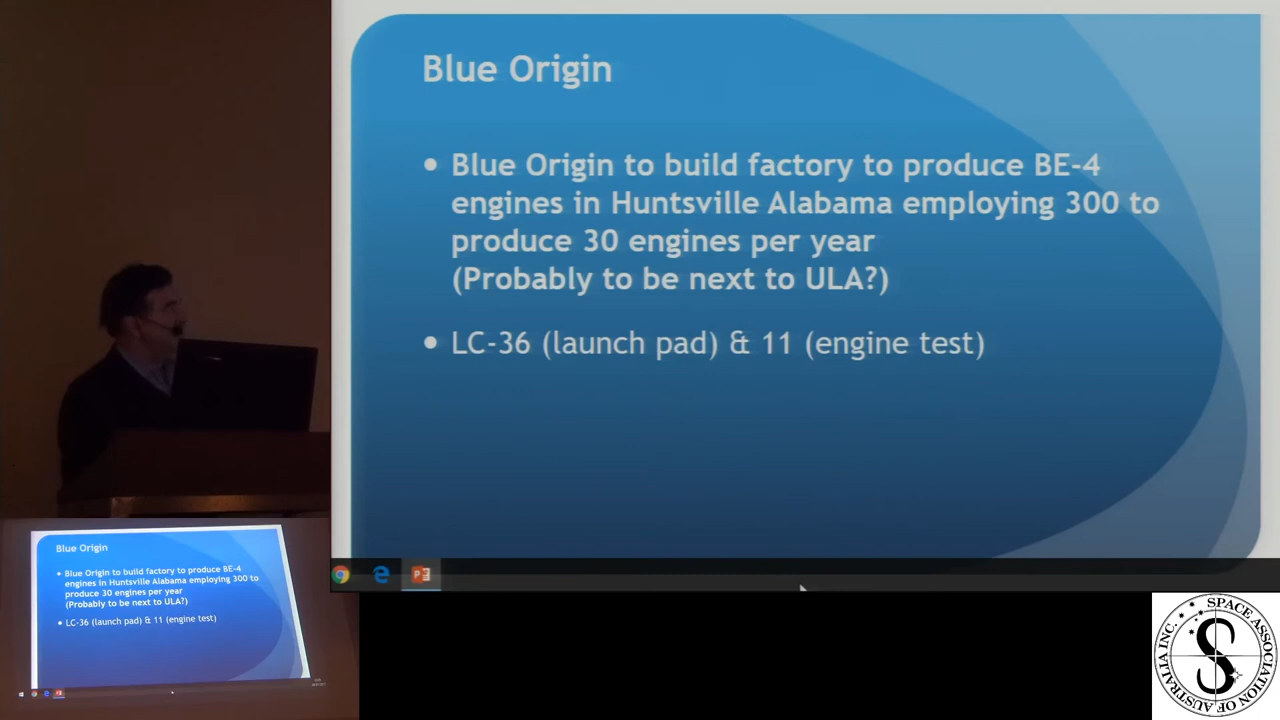 Blue Origin
• Blue Origin to build factory to produce BE-4
engines in Huntsville Alabama employing 300 to
produce 30 engines per year
(Probably to be next to ULA?)
• LC-36 (launch pad) & 11 (engine test)
Blue Origin
• Blue Origin to build factory to produce BE-4
engines in Huntsville Alabama employing 300 to
produce 30 engines per year
(Probably to be next to ULA?)
• LC-36 (launch pad) & 11 (engine test)
SPACE ASSOCIATION OF AUSTRALIA INC.
S